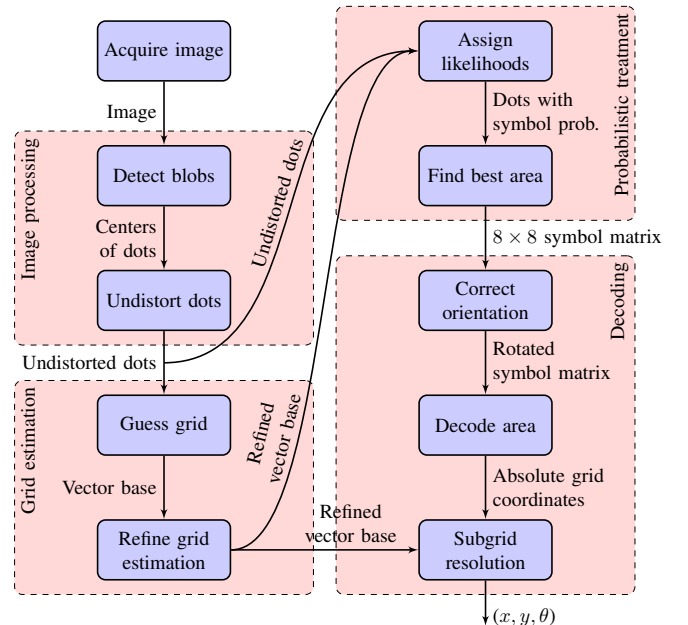 Acquire image
Image
Image processing
Detect blobs
Centers
of dots
Undistort dots
Undistorted dots
Undistorted dots
Grid estimation
Guess grid
Vector base
Refine grid
estimation
Refined
vector base
Refined
vector base
Probabilistic treatment
Assign
likelihoods
Dots with
symbol prob.
Find best area
8 × 8 symbol matrix
Decoding
Correct
orientation
Rotated
symbol matrix
Decode area
Absolute grid
coordinates
Subgrid
resolution
(x, y, θ)